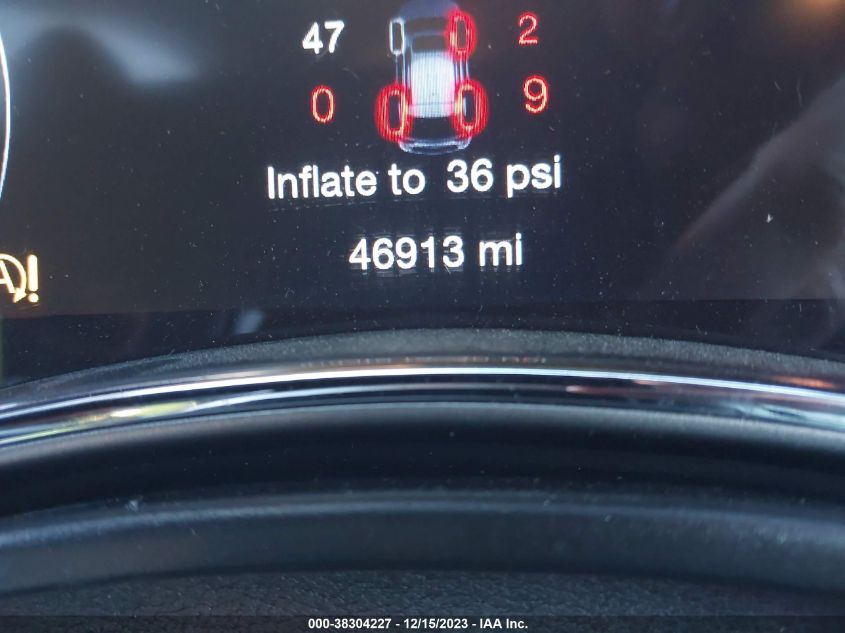 47 2
0 9
Inflate to 36 psi
46913 mi
A!
000-38304227 - 12/15/2023 - IAA Inc.